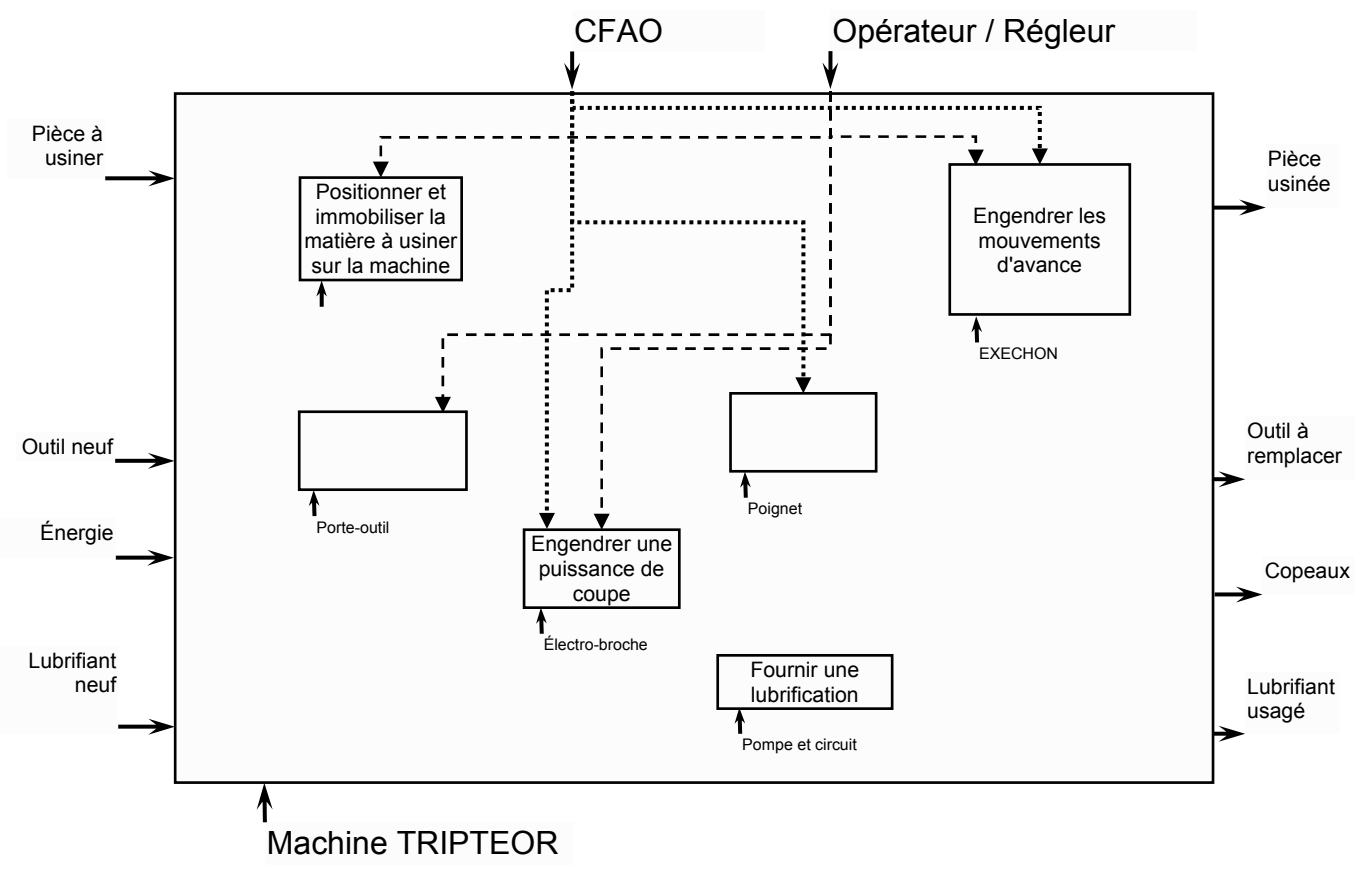 CFAO
Opérateur / Régleur
Pièce à
usiner
Positionner et
immobiliser la
matière à usiner
sur la machine
Engendrer les
mouvements
d'avance
Pièce
usinée
EXECHON
Outil neuf
Outil à
remplacer
Porte-outil
Poignet
Énergie
Engendrer une
puissance de
coupe
Copeaux
Électro-broche
Lubrifiant
neuf
Fournir une
lubrification
Lubrifiant
usagé
Pompe et circuit
Machine TRIPTEOR